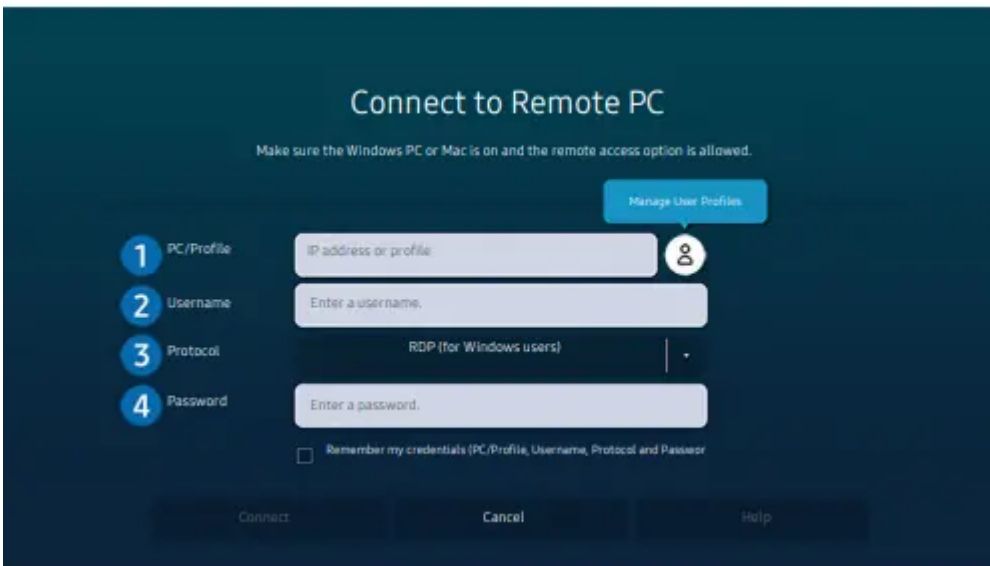 Connect to Remote PC
Make sure the Windows PC or Mac is on and the remote access option is allowed.
Manage User Profiles
1 PC/Profile IP address or profile
2 Username Enter a username.
3 Protocol RDP (for Windows users)
4 Password Enter a password.
Remember my credentials (PC/Profile, Username, Protocol and Passwor
Connect Cancel Help